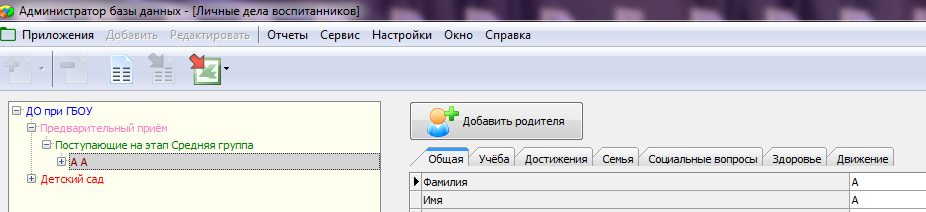 Администратор базы данных - [Личные дела воспитанников]
Приложения Добавить Редактировать Отчеты Сервис Настройки Окно Справка
ДО при ГБОУ
Предварительный приём
Поступающие на этап Средняя группа
А А
Детский сад
Добавить родителя
Общая Учёба Достижения Семья Социальные вопросы Здоровье Движение
Фамилия А
Имя А